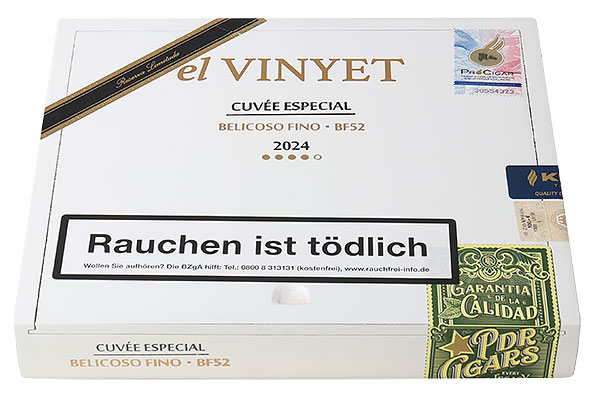 Reserva Limitada
el VINYET
CUVÉE ESPECIAL
BELICOSO FINO • BF52
2024
PROCIGAR
Rauchen ist tödlich
Wollen Sie aufhören? Die BZgA hilft: Tel.: 0800 8 313131 (kostenfrei), www.rauchfrei-info.de
GARANTIA
DE LA
CALIDAD
PDR
CIGARS
EVERY
CUVÉE ESPECIAL
BELICOSO FINO • BF52